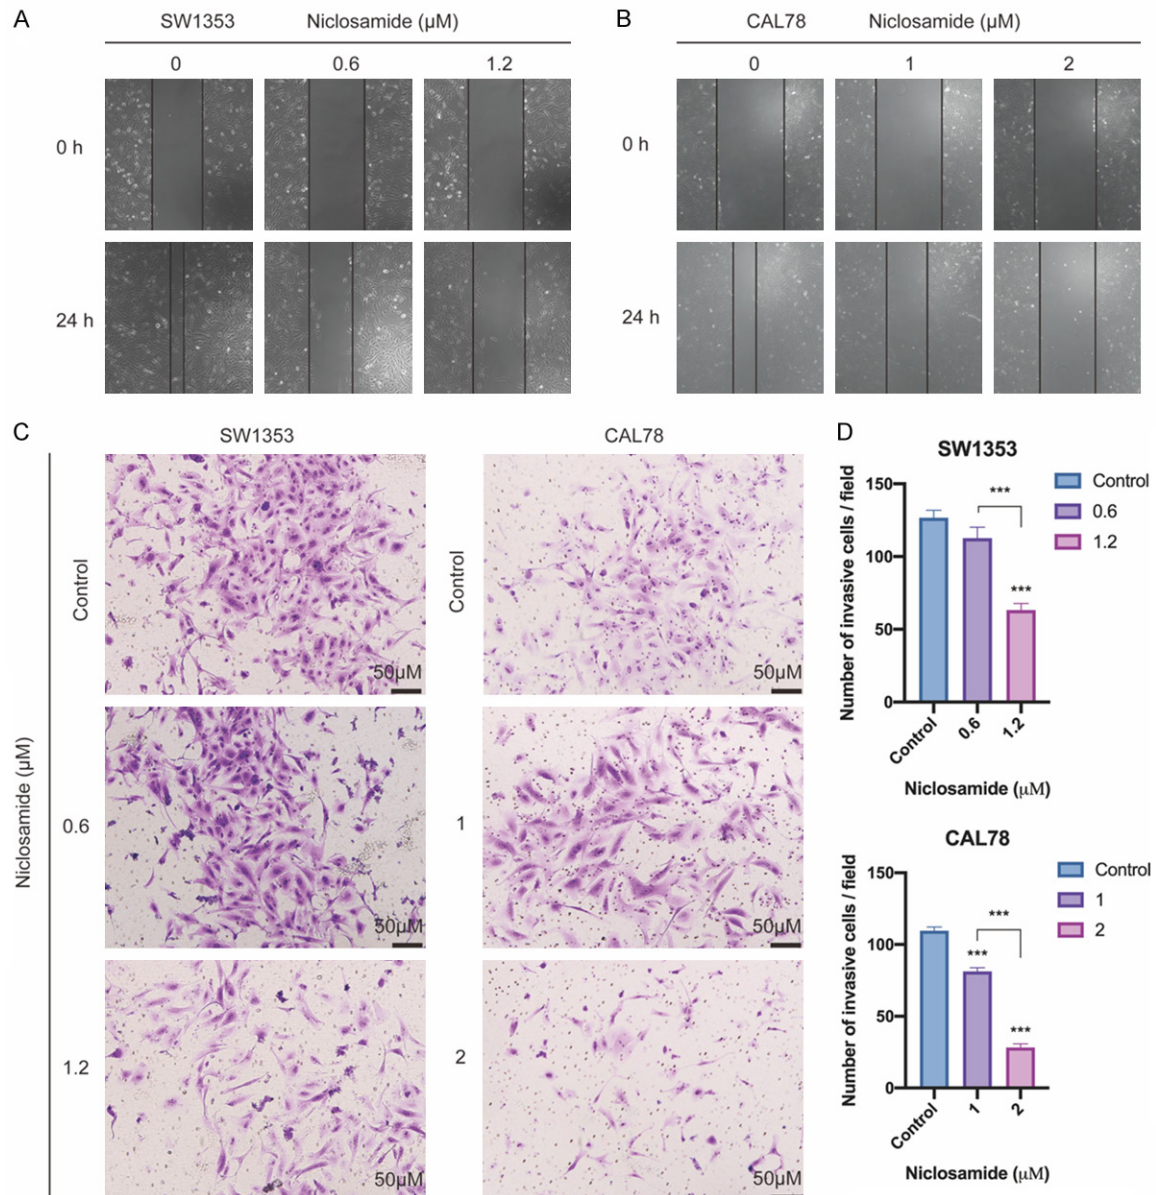 A
SW1353 Niclosamide (µM)
0 0.6 1.2
0 h
24 h
B
CAL78 Niclosamide (µM)
0 1 2
0 h
24 h
C
SW1353 CAL78
Niclosamide (µM)
Control
50µM
Control
50µM
0.6
50µM
1
50µM
1.2
50µM
2
50µM
D
SW1353
Number of invasive cells / field
150
100
50
0
***
***
Control 0.6 1.2
Niclosamide (µM)
Control
0.6
1.2
CAL78
Number of invasive cells / field
150
100
50
0
***
***
***
Control 1 2
Niclosamide (µM)
Control
1
2